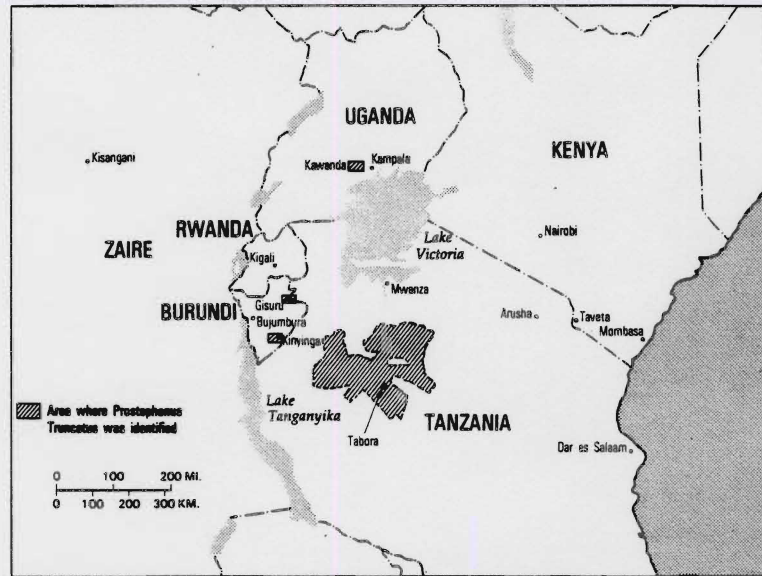 UGANDA
KENYA
Kisangani
Kawanda
Kampala
RWANDA
ZAIRE
Kigali
Lake
Victoria
Nairobi
Gisuru
Mwanza
BURUNDI
Bujumbura
Kinyinga
Arusha
Taveta
Mombasa
Lake
Tanganyika
TANZANIA
Tabora
Dar es Salaam
Area where Prostephanus
Truncatus was identified
0 100 200 MI.
0 100 200 300 KM.